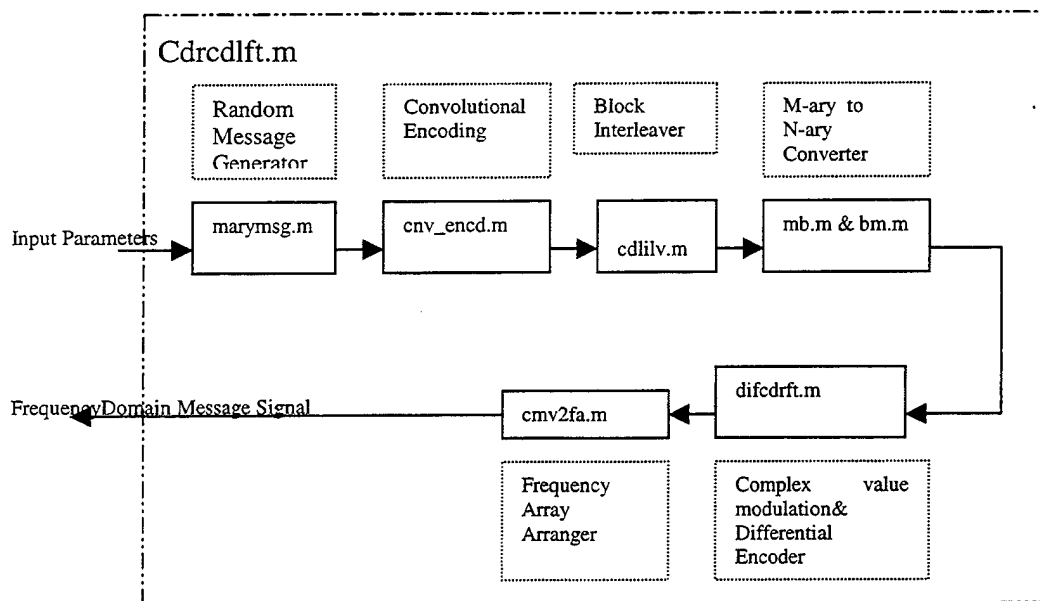 Cdrcdlft.m
Random
Message
Generator
Convolutional
Encoding
Block
Interleaver
M-ary to
N-ary
Converter
Input Parameters
marymsg.m
cnv_encd.m
cdlilv.m
mb.m & bm.m
FrequencyDomain Message Signal
cmv2fa.m
difcdrft.m
Frequency
Array
Arranger
Complex value
modulation&
Differential
Encoder